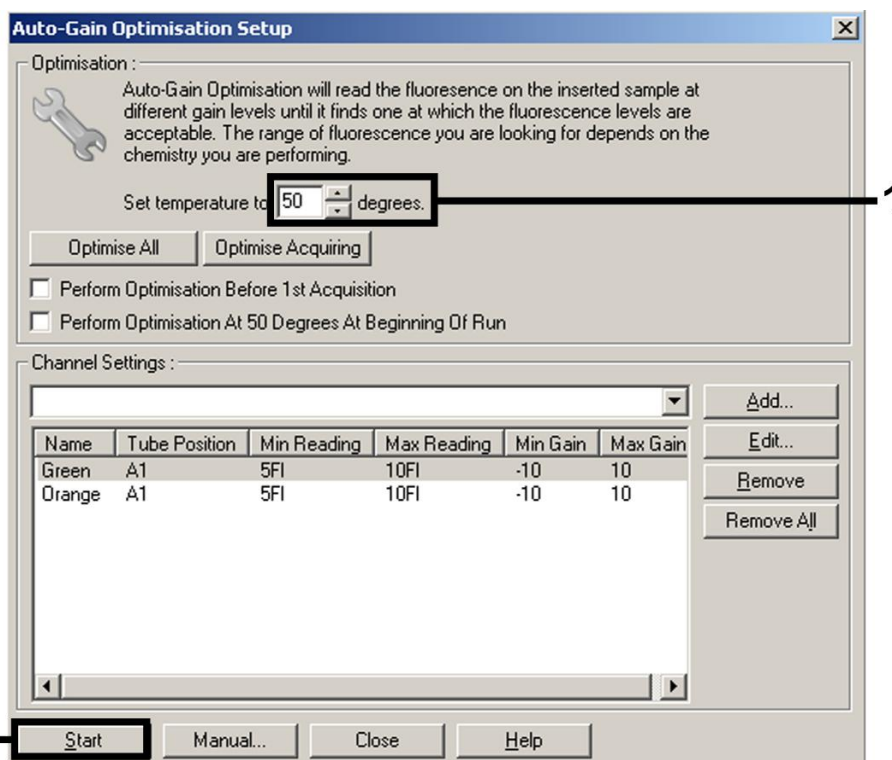 Auto-Gain Optimisation Setup
Optimisation :
Auto-Gain Optimisation will read the fluoresence on the inserted sample at
different gain levels until it finds one at which the fluorescence levels are
acceptable. The range of fluorescence you are looking for depends on the
chemistry you are performing.
Set temperature to 50 degrees.
1
Optimise All Optimise Acquiring
Perform Optimisation Before 1st Acquisition
Perform Optimisation At 50 Degrees At Beginning Of Run
Channel Settings :
Add...
Name Tube Position Min Reading Max Reading Min Gain Max Gain
Edit...
Green A1 5Fl 10Fl -10 10
Remove
Orange A1 5Fl 10Fl -10 10
Remove All
Start Manual... Close Help